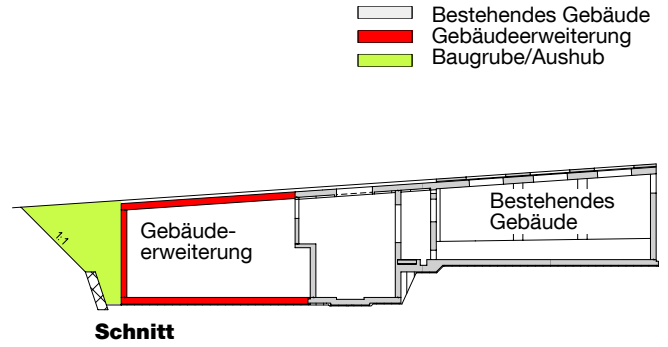 Bestehendes Gebäude
Gebäudeerweiterung
Baugrube/Aushub
1:1
Gebäude-
erweiterung
Bestehendes
Gebäude
Schnitt